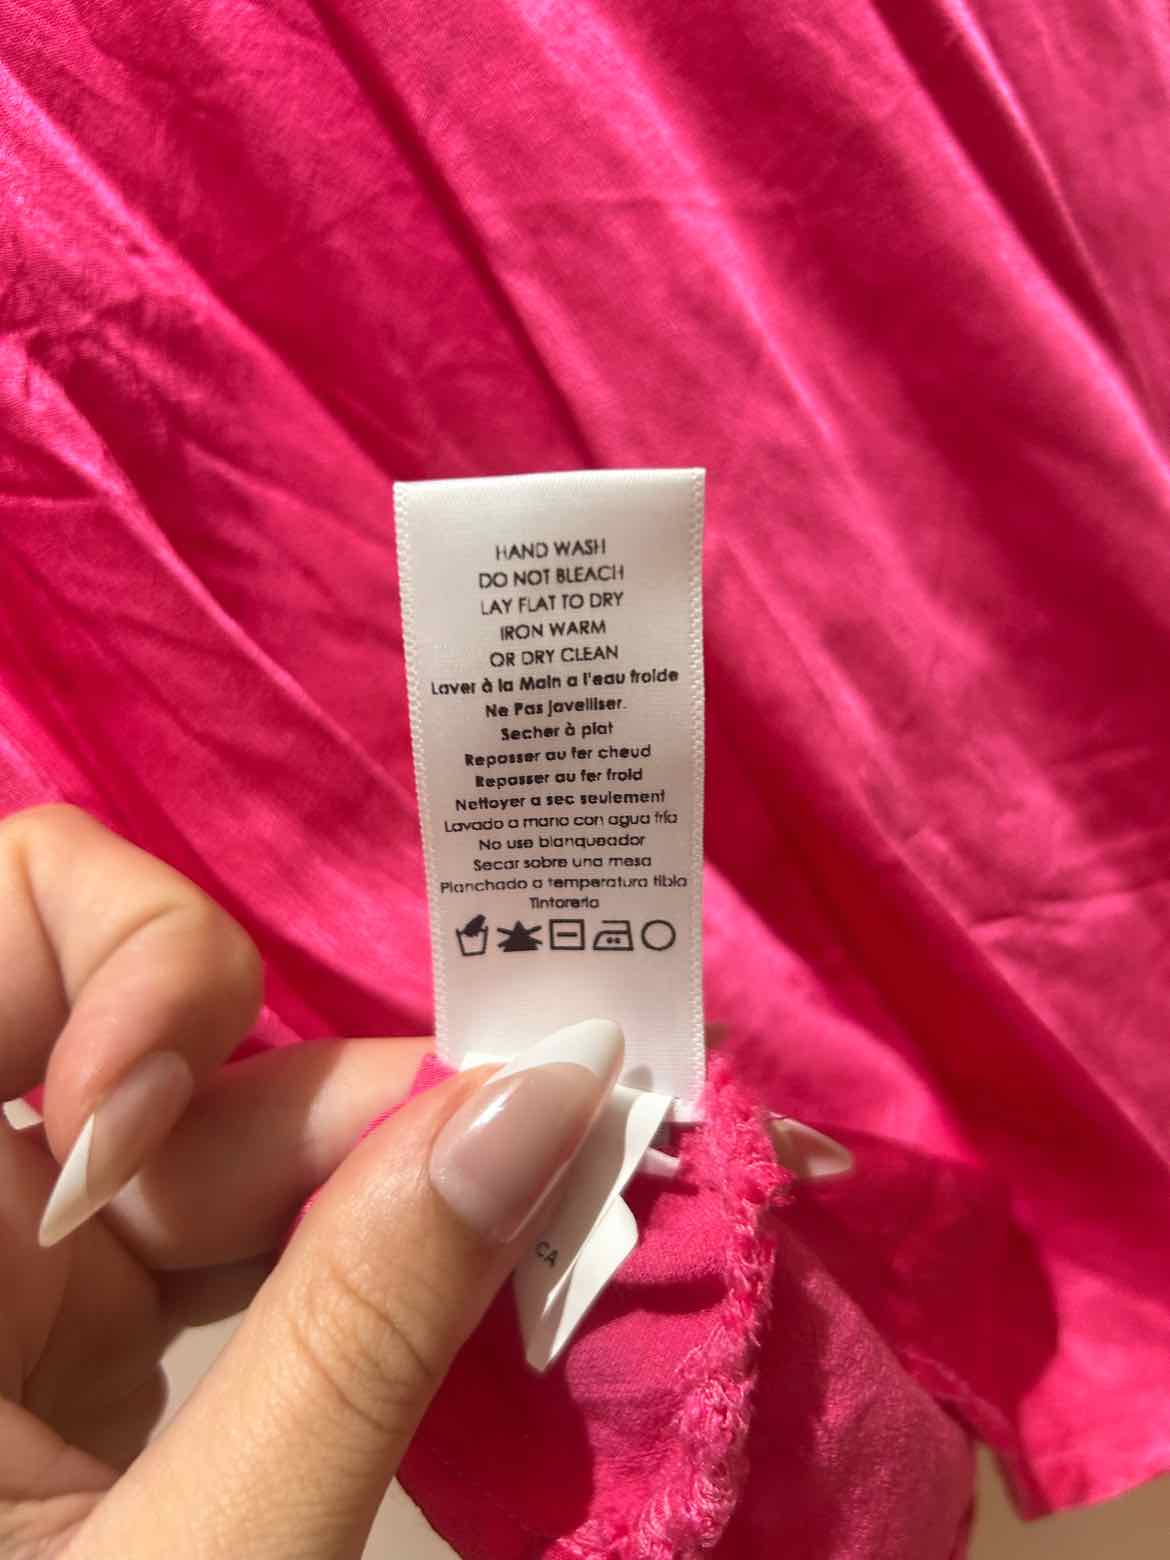 HAND WASH
DO NOT BLEACH
LAY FLAT TO DRY
IRON WARM
OR DRY CLEAN
Laver à la Main a l'eau froide
Ne Pas javelliser.
Secher à plat
Repasser au fer cheud
Repasser au fer froid
Nettoyer a sec seulement
Lavado a mano con agua fría
No use blanqueador
Secar sobre una mesa
Planchado a temperatura tibia
Tintoreria
CA